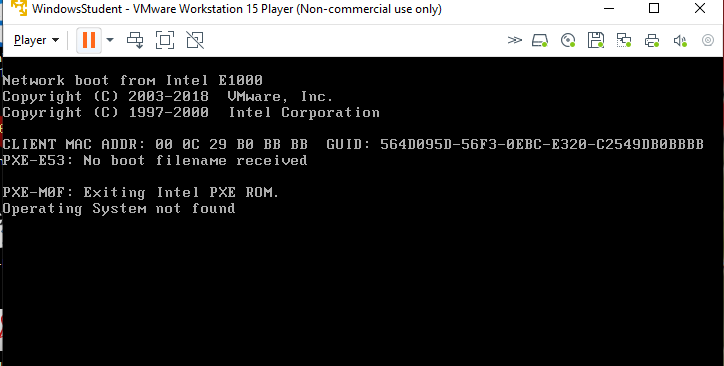 WindowsStudent - VMware Workstation 15 Player (Non-commercial use only)
Player
Network boot from Intel E1000
Copyright (C) 2003-2018  VMware, Inc.
Copyright (C) 1997-2000  Intel Corporation
CLIENT MAC ADDR: 00 0C 29 B0 BB BB  GUID: 564D095D-56F3-0EBC-E320-C2549DB0BBBB
PXE-E53: No boot filename received
PXE-M0F: Exiting Intel PXE ROM.
Operating System not found